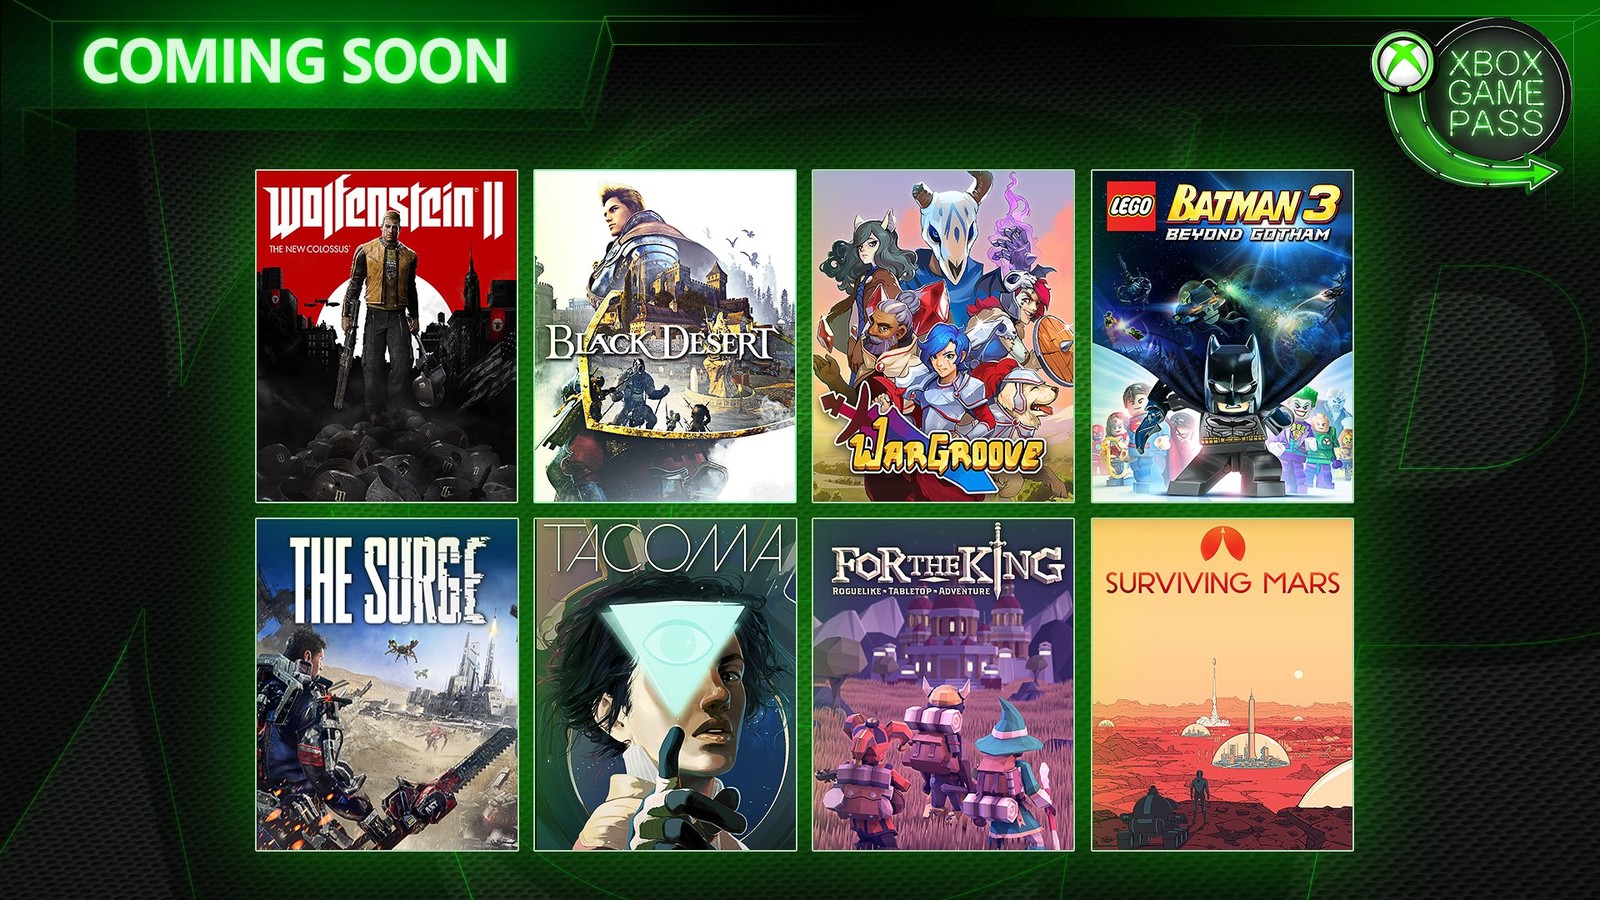 COMING SOON
XBOX
GAME
PASS
Wolfenstein II
THE NEW COLOSSUS
BLACK DESERT
WARGROOVE
LEGO BATMAN 3
BEYOND GOTHAM
THE SURGE
TACOMA
FOR THE KING
ROGUELIKE - TABLETOP - ADVENTURE
SURVIVING MARS